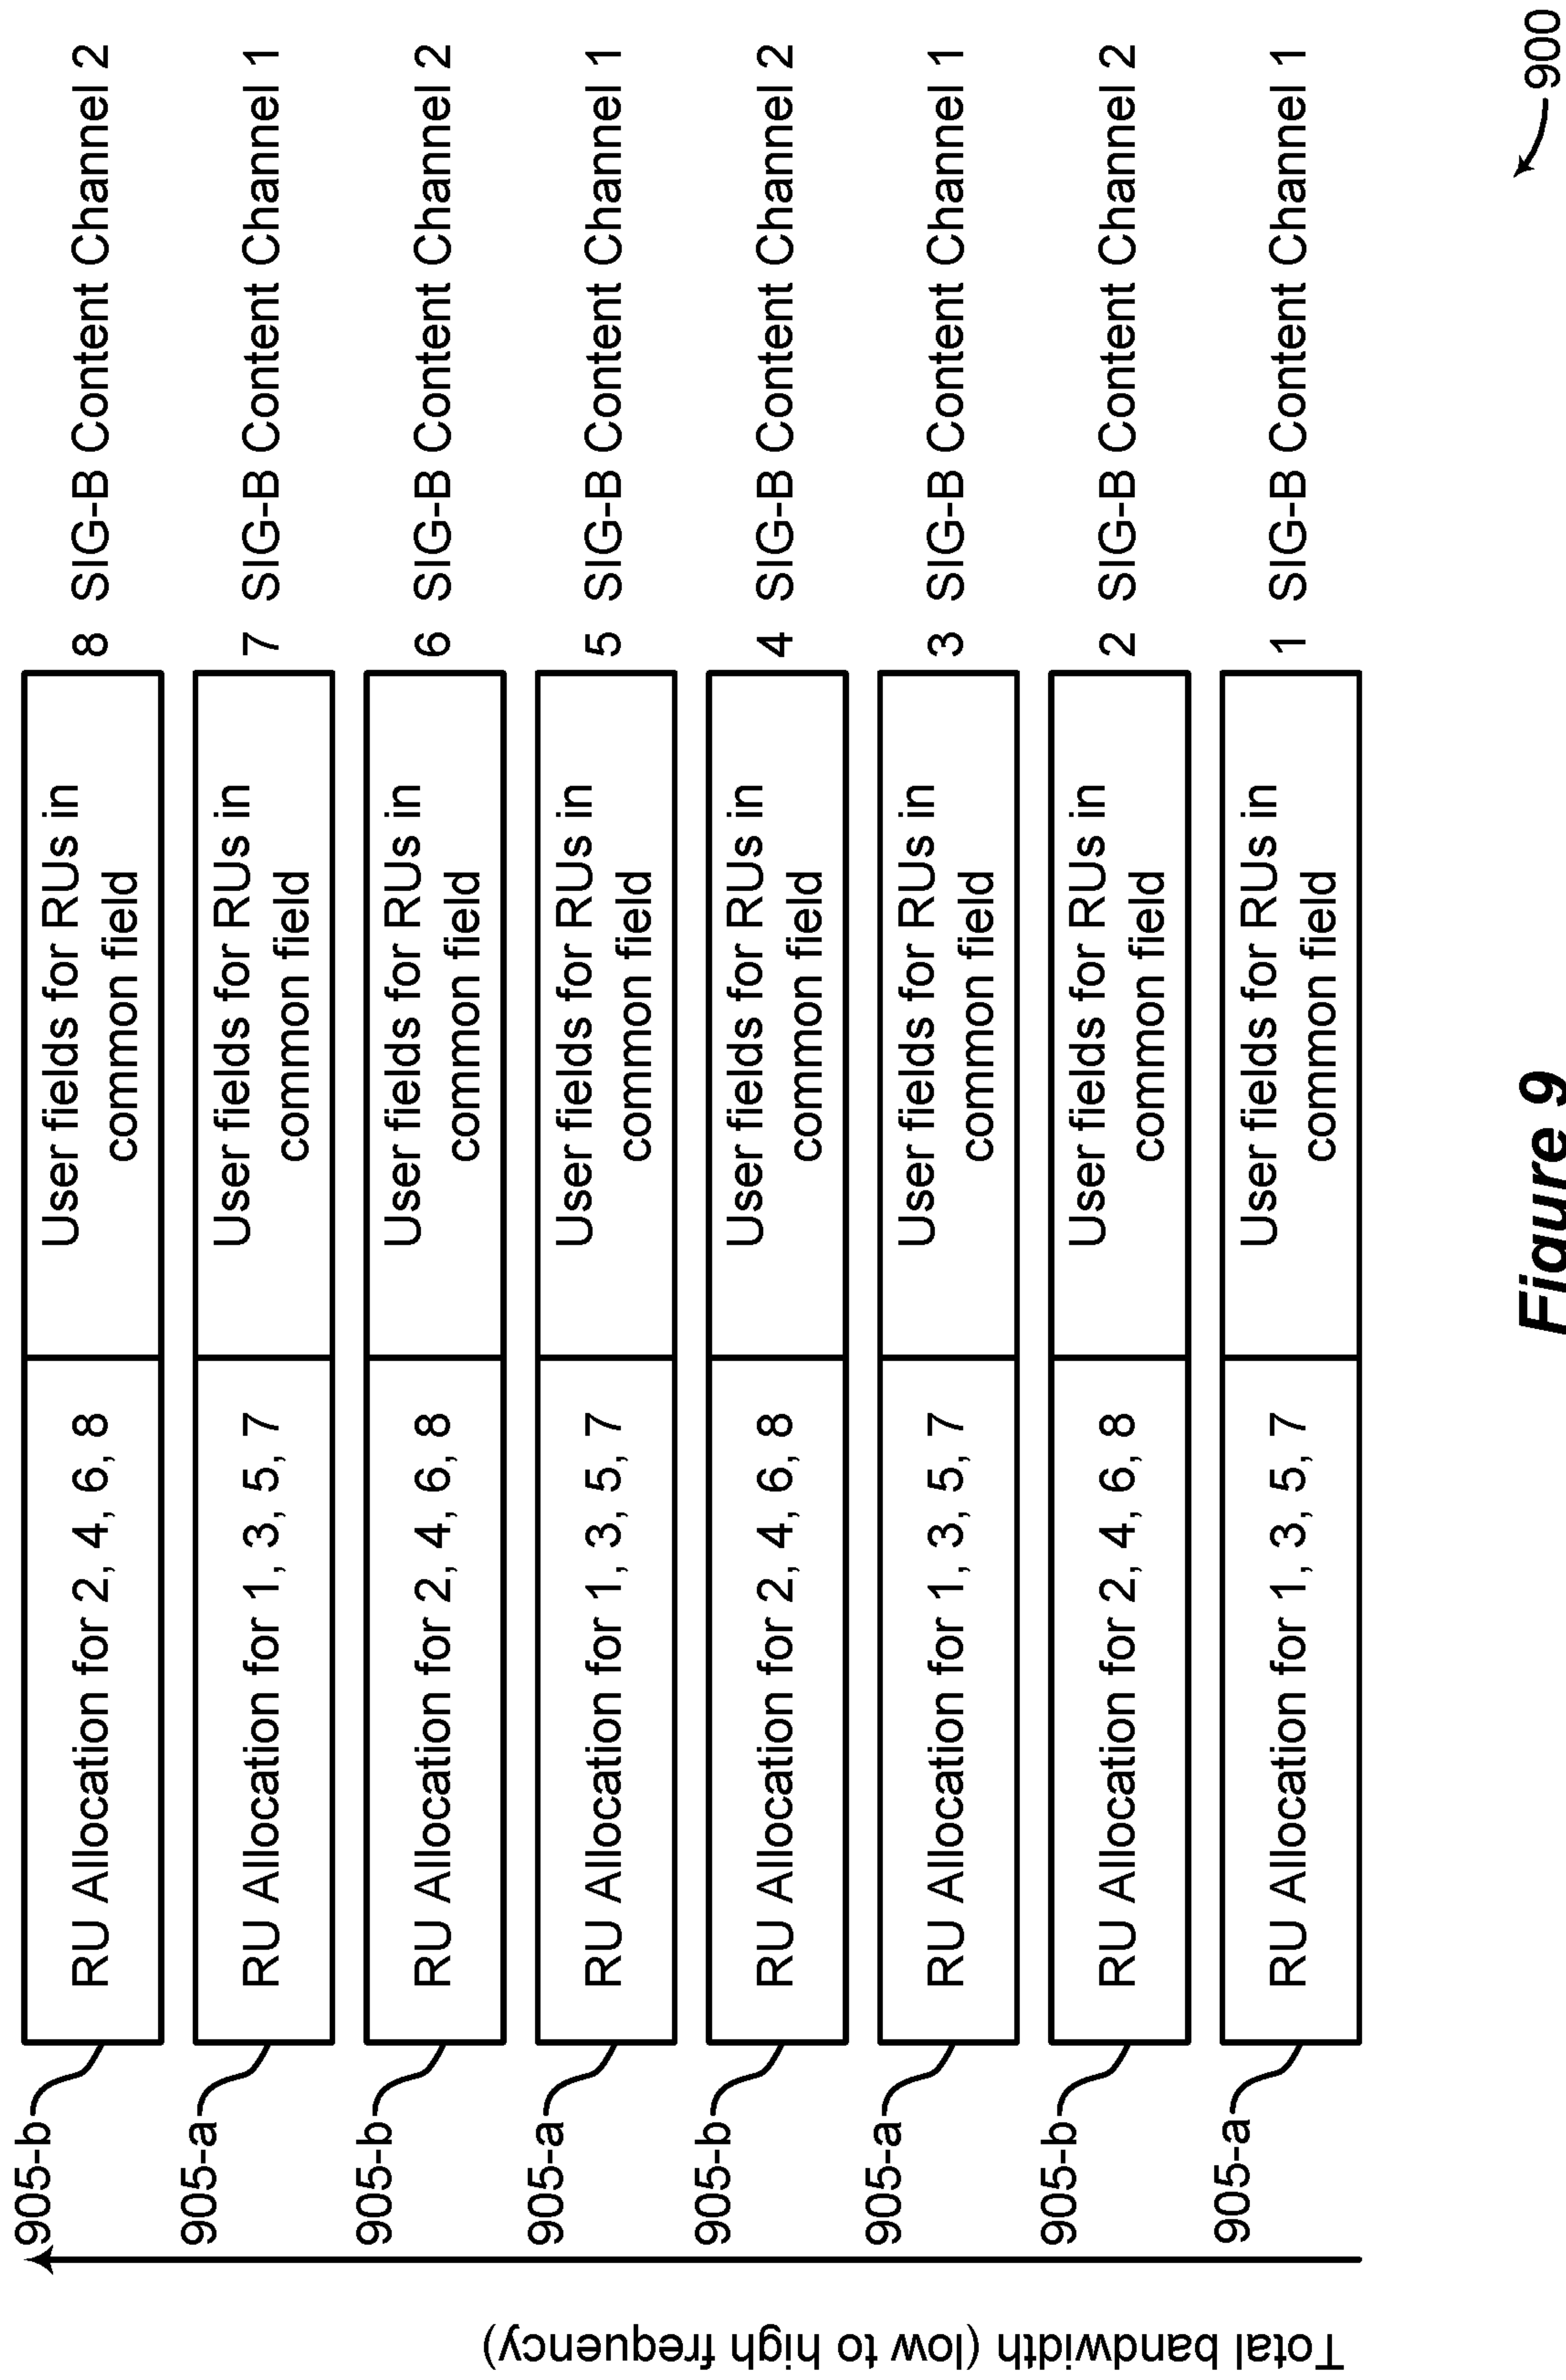 Total bandwidth (low to high frequency)
905-b
RU Allocation for 2, 4, 6, 8
User fields for RUs in
common field
8 SIG-B Content Channel 2
905-a
RU Allocation for 1, 3, 5, 7
User fields for RUs in
common field
7 SIG-B Content Channel 1
905-b
RU Allocation for 2, 4, 6, 8
User fields for RUs in
common field
6 SIG-B Content Channel 2
905-a
RU Allocation for 1, 3, 5, 7
User fields for RUs in
common field
5 SIG-B Content Channel 1
905-b
RU Allocation for 2, 4, 6, 8
User fields for RUs in
common field
4 SIG-B Content Channel 2
905-a
RU Allocation for 1, 3, 5, 7
User fields for RUs in
common field
3 SIG-B Content Channel 1
905-b
RU Allocation for 2, 4, 6, 8
User fields for RUs in
common field
2 SIG-B Content Channel 2
905-a
RU Allocation for 1, 3, 5, 7
User fields for RUs in
common field
1 SIG-B Content Channel 1
900
Figure 9